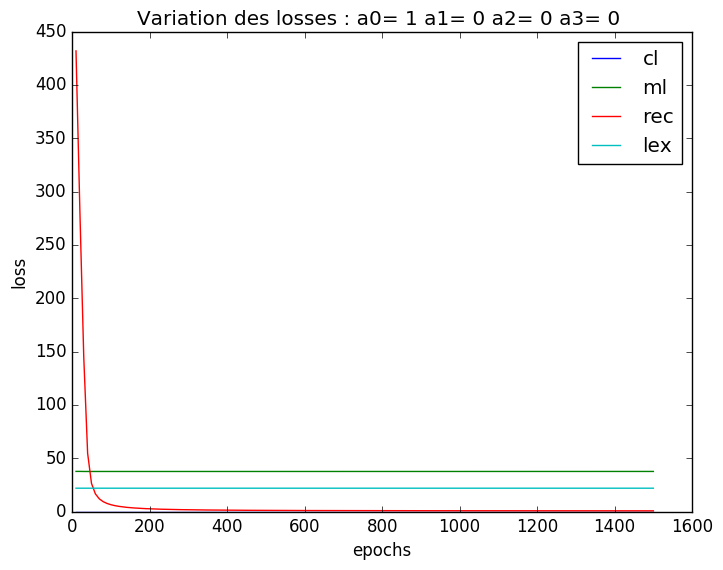 Variation des losses : a0= 1 a1= 0 a2= 0 a3= 0
450
400
350
300
250
200
150
100
50
0
loss
cl
ml
rec
lex
0 200 400 600 800 1000 1200 1400 1600
epochs